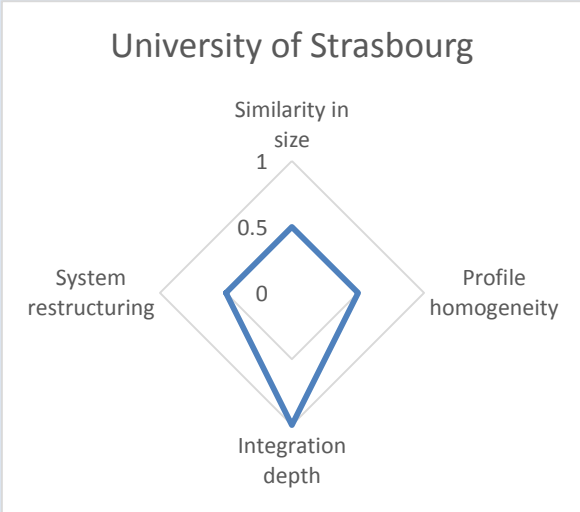 University of Strasbourg
Similarity in
size
1
0.5
0
System
restructuring
Profile
homogeneity
Integration
depth